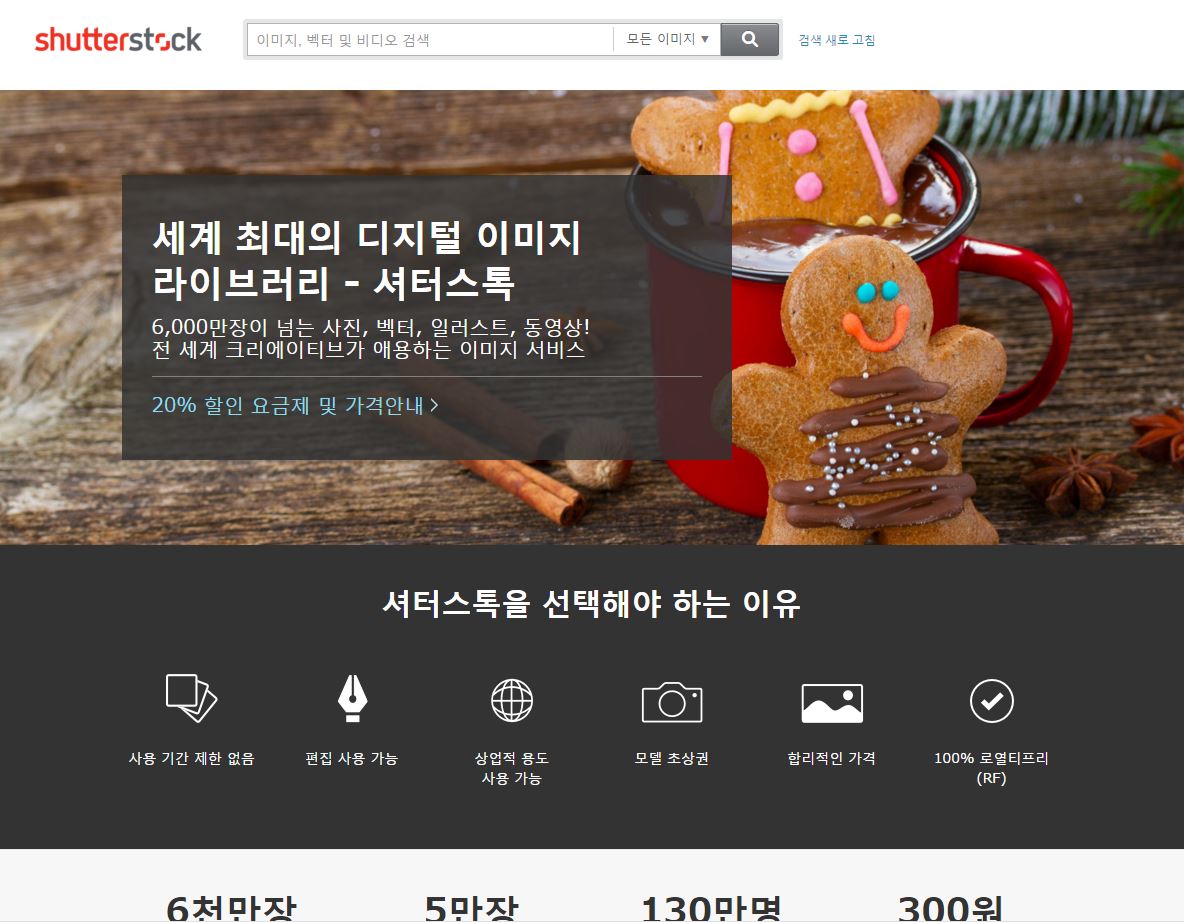 shutterstock
이미지, 벡터 및 비디오 검색
모든 이미지 ▼
검색 새로 고침
세계 최대의 디지털 이미지
라이브러리 - 셔터스톡
6,000만장이 넘는 사진, 벡터, 일러스트, 동영상!
전 세계 크리에이티브가 애용하는 이미지 서비스
20% 할인 요금제 및 가격안내 >
셔터스톡을 선택해야 하는 이유
사용 기간 제한 없음
편집 사용 가능
상업적 용도
사용 가능
모델 초상권
합리적인 가격
100% 로열티프리
(RF)
6천만장
5만장
130만명
300원